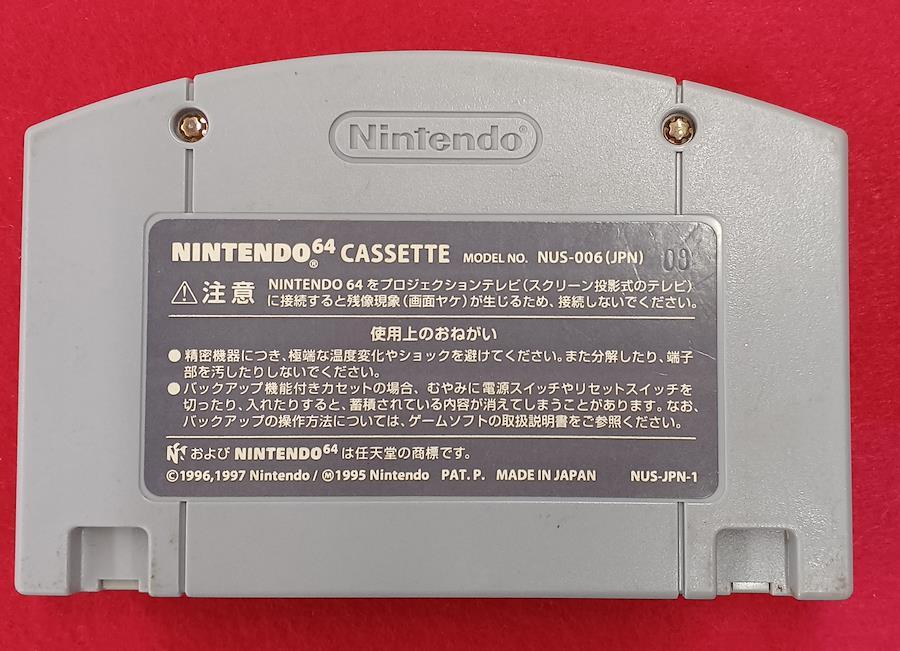 Nintendo®
NINTENDO64® CASSETTE MODEL NO. NUS-006(JPN) 09
⚠注意 NINTENDO 64をプロジェクションテレビ(スクリーン投影式のテレビ)
に接続すると残像現象(画面ヤケ)が生じるため、接続しないでください。
使用上のおねがい
●精密機器につき、極端な温度変化やショックを避けてください。また分解したり、端子
部を汚したりしないでください。
●バックアップ機能付きカセットの場合、むやみに電源スイッチやリセットスイッチを
切ったり、入れたりすると、蓄積されている内容が消えてしまうことがあります。なお、
バックアップの操作方法については、ゲームソフトの取扱説明書をご参照ください。
および NINTENDO64 は任天堂の商標です。
©1996,1997 Nintendo / Ⓜ1995 Nintendo PAT. P. MADE IN JAPAN NUS-JPN-1